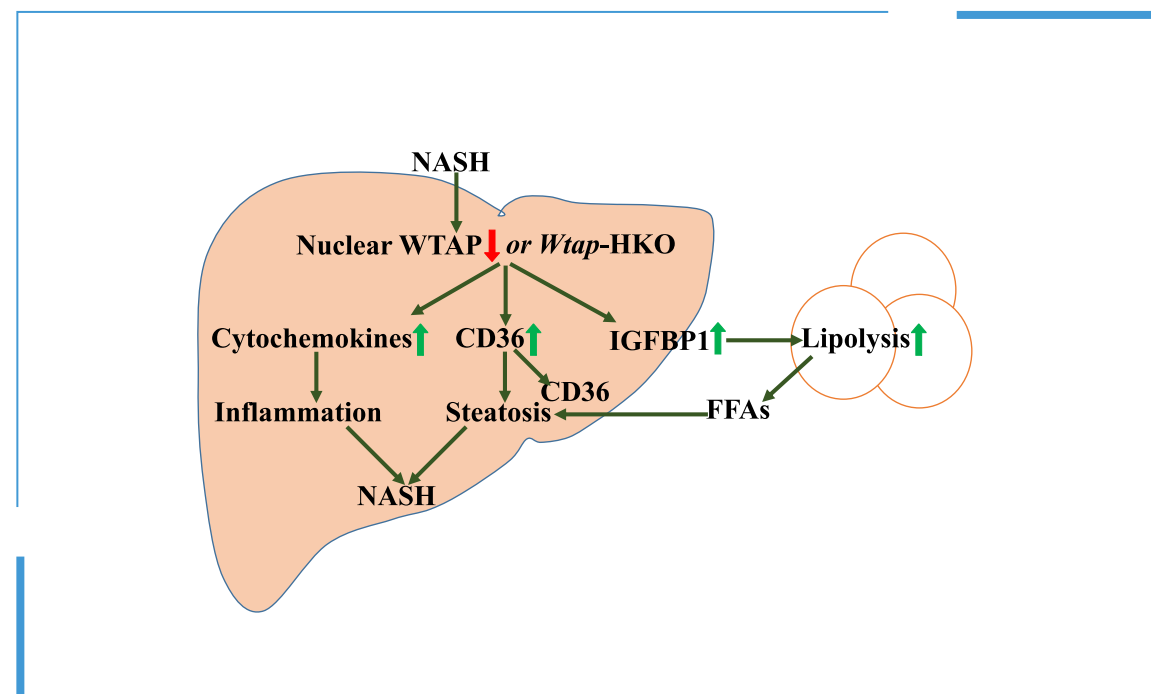 NASH
Nuclear WTAP or Wtap-HKO
Cytochemokines CD36 IGFBP1 Lipolysis
CD36
Inflammation Steatosis FFAs
NASH